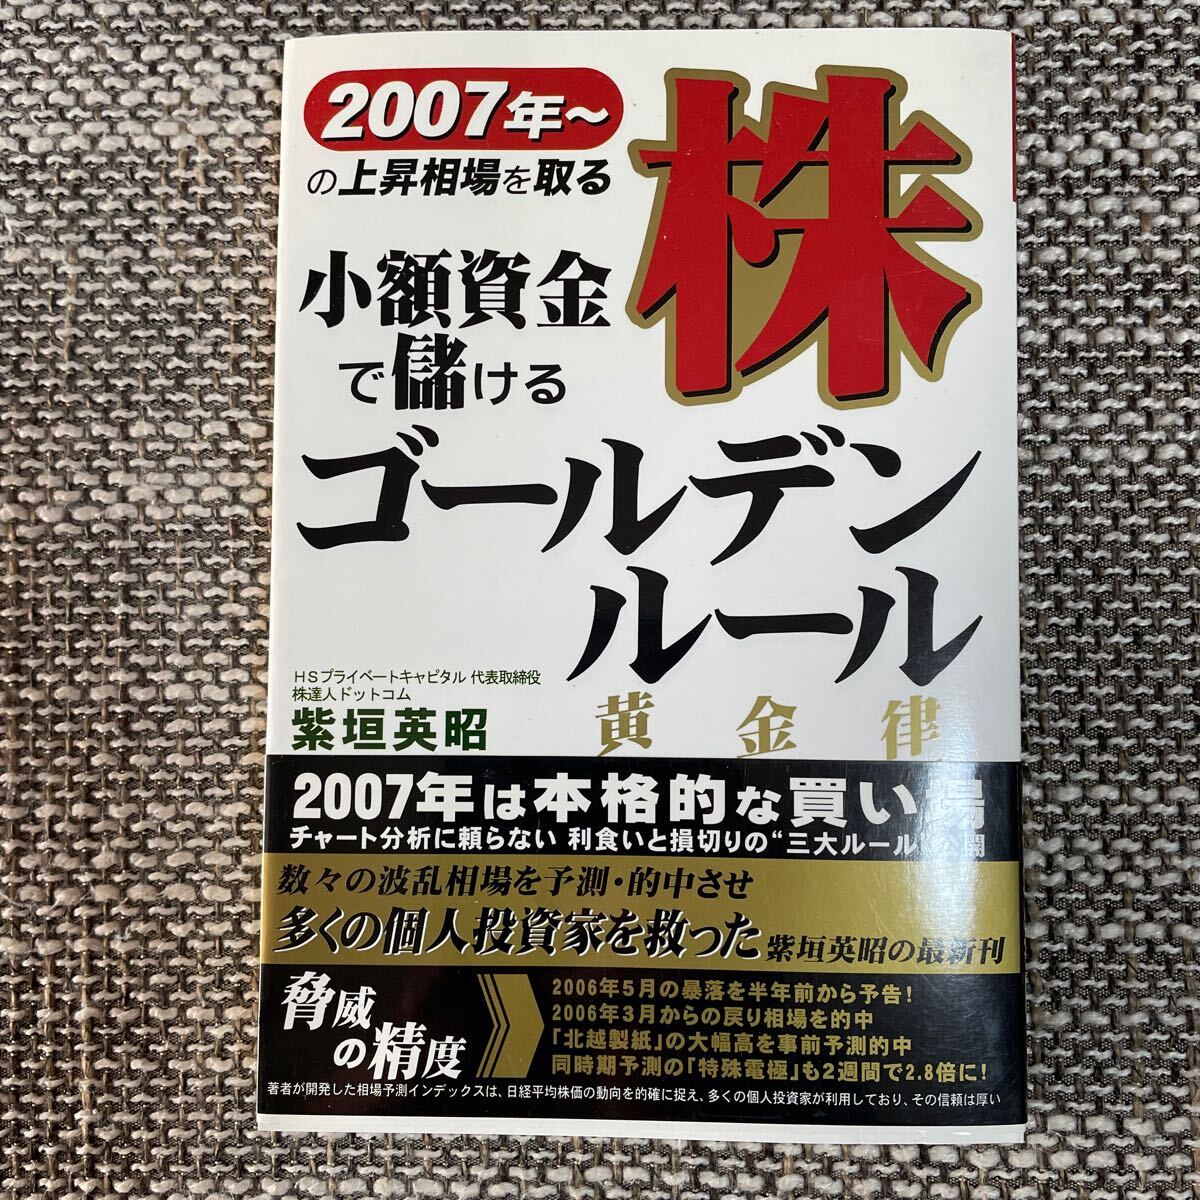 2007年～
の上昇相場を取る
株
小額資金
で儲ける
ゴールデン
ルール
黄金律
HSプライベートキャピタル 代表取締役
株達人ドットコム
紫垣英昭
2007年は本格的な買い場
チャート分析に頼らない 利食いと損切りの“三大ルール”公開
数々の波乱相場を予測・的中させ
多くの個人投資家を救った 紫垣英昭の最新刊
脅威
の精度
2006年5月の暴落を半年前から予告！
2006年3月からの戻り相場を的中
「北越製紙」の大幅高を事前予測的中
同時期予測の「特殊電極」も2週間で2.8倍に！
著者が開発した相場予測インデックスは、日経平均株価の動向を的確に捉え、多くの個人投資家が利用しており、その信頼は厚い